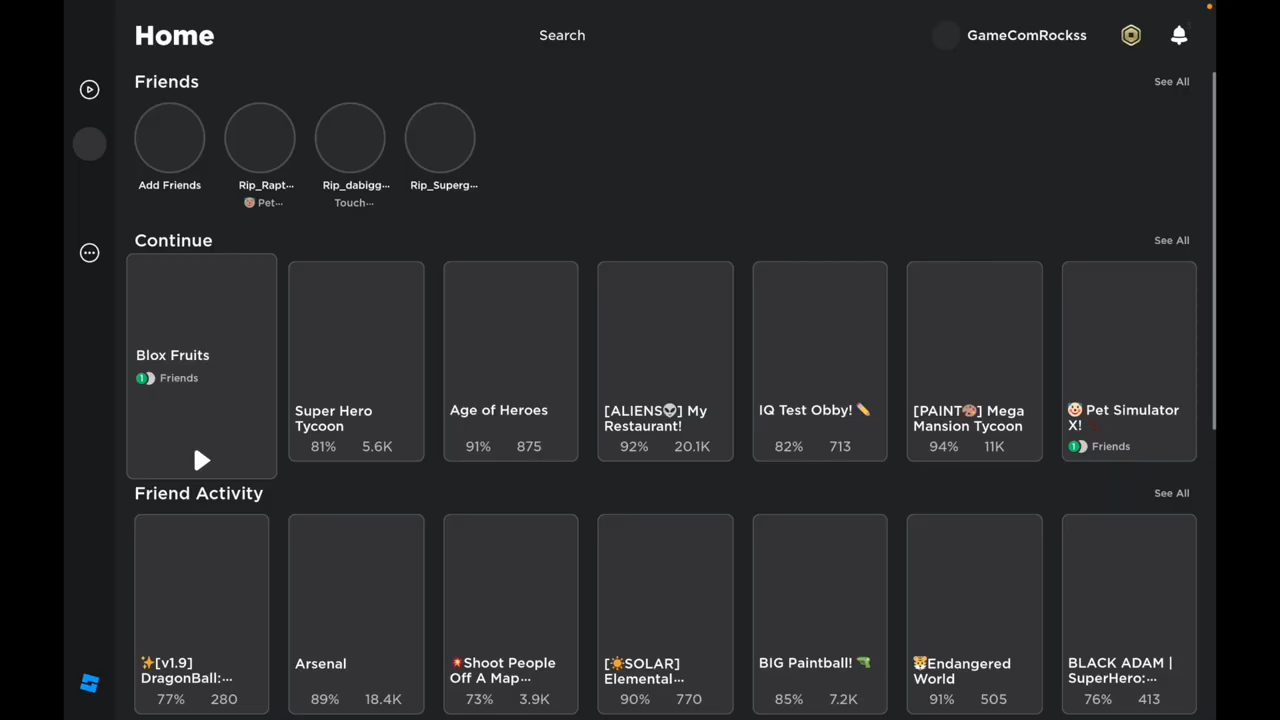 Home
Search
GameComRockss
Friends
See All
Add Friends
Rip_Rapt...
Rip_dabigg...
Rip_Superg...
🤡 Pet...
Touch...
Continue
See All
Blox Fruits
1 Friends
Super Hero
Tycoon
81% 5.6K
Age of Heroes
91% 875
[ALIENS👽] My
Restaurant!
92% 20.1K
IQ Test Obby! ✏️
82% 713
[PAINT🎨] Mega
Mansion Tycoon
94% 11K
🤡 Pet Simulator
X!
1 Friends
Friend Activity
See All
✨[v1.9]
DragonBall:...
77% 280
Arsenal
89% 18.4K
💥Shoot People
Off A Map...
73% 3.9K
[☀️SOLAR]
Elemental...
90% 770
BIG Paintball! 🔫
85% 7.2K
🐯Endangered
World
91% 505
BLACK ADAM |
SuperHero:...
76% 413